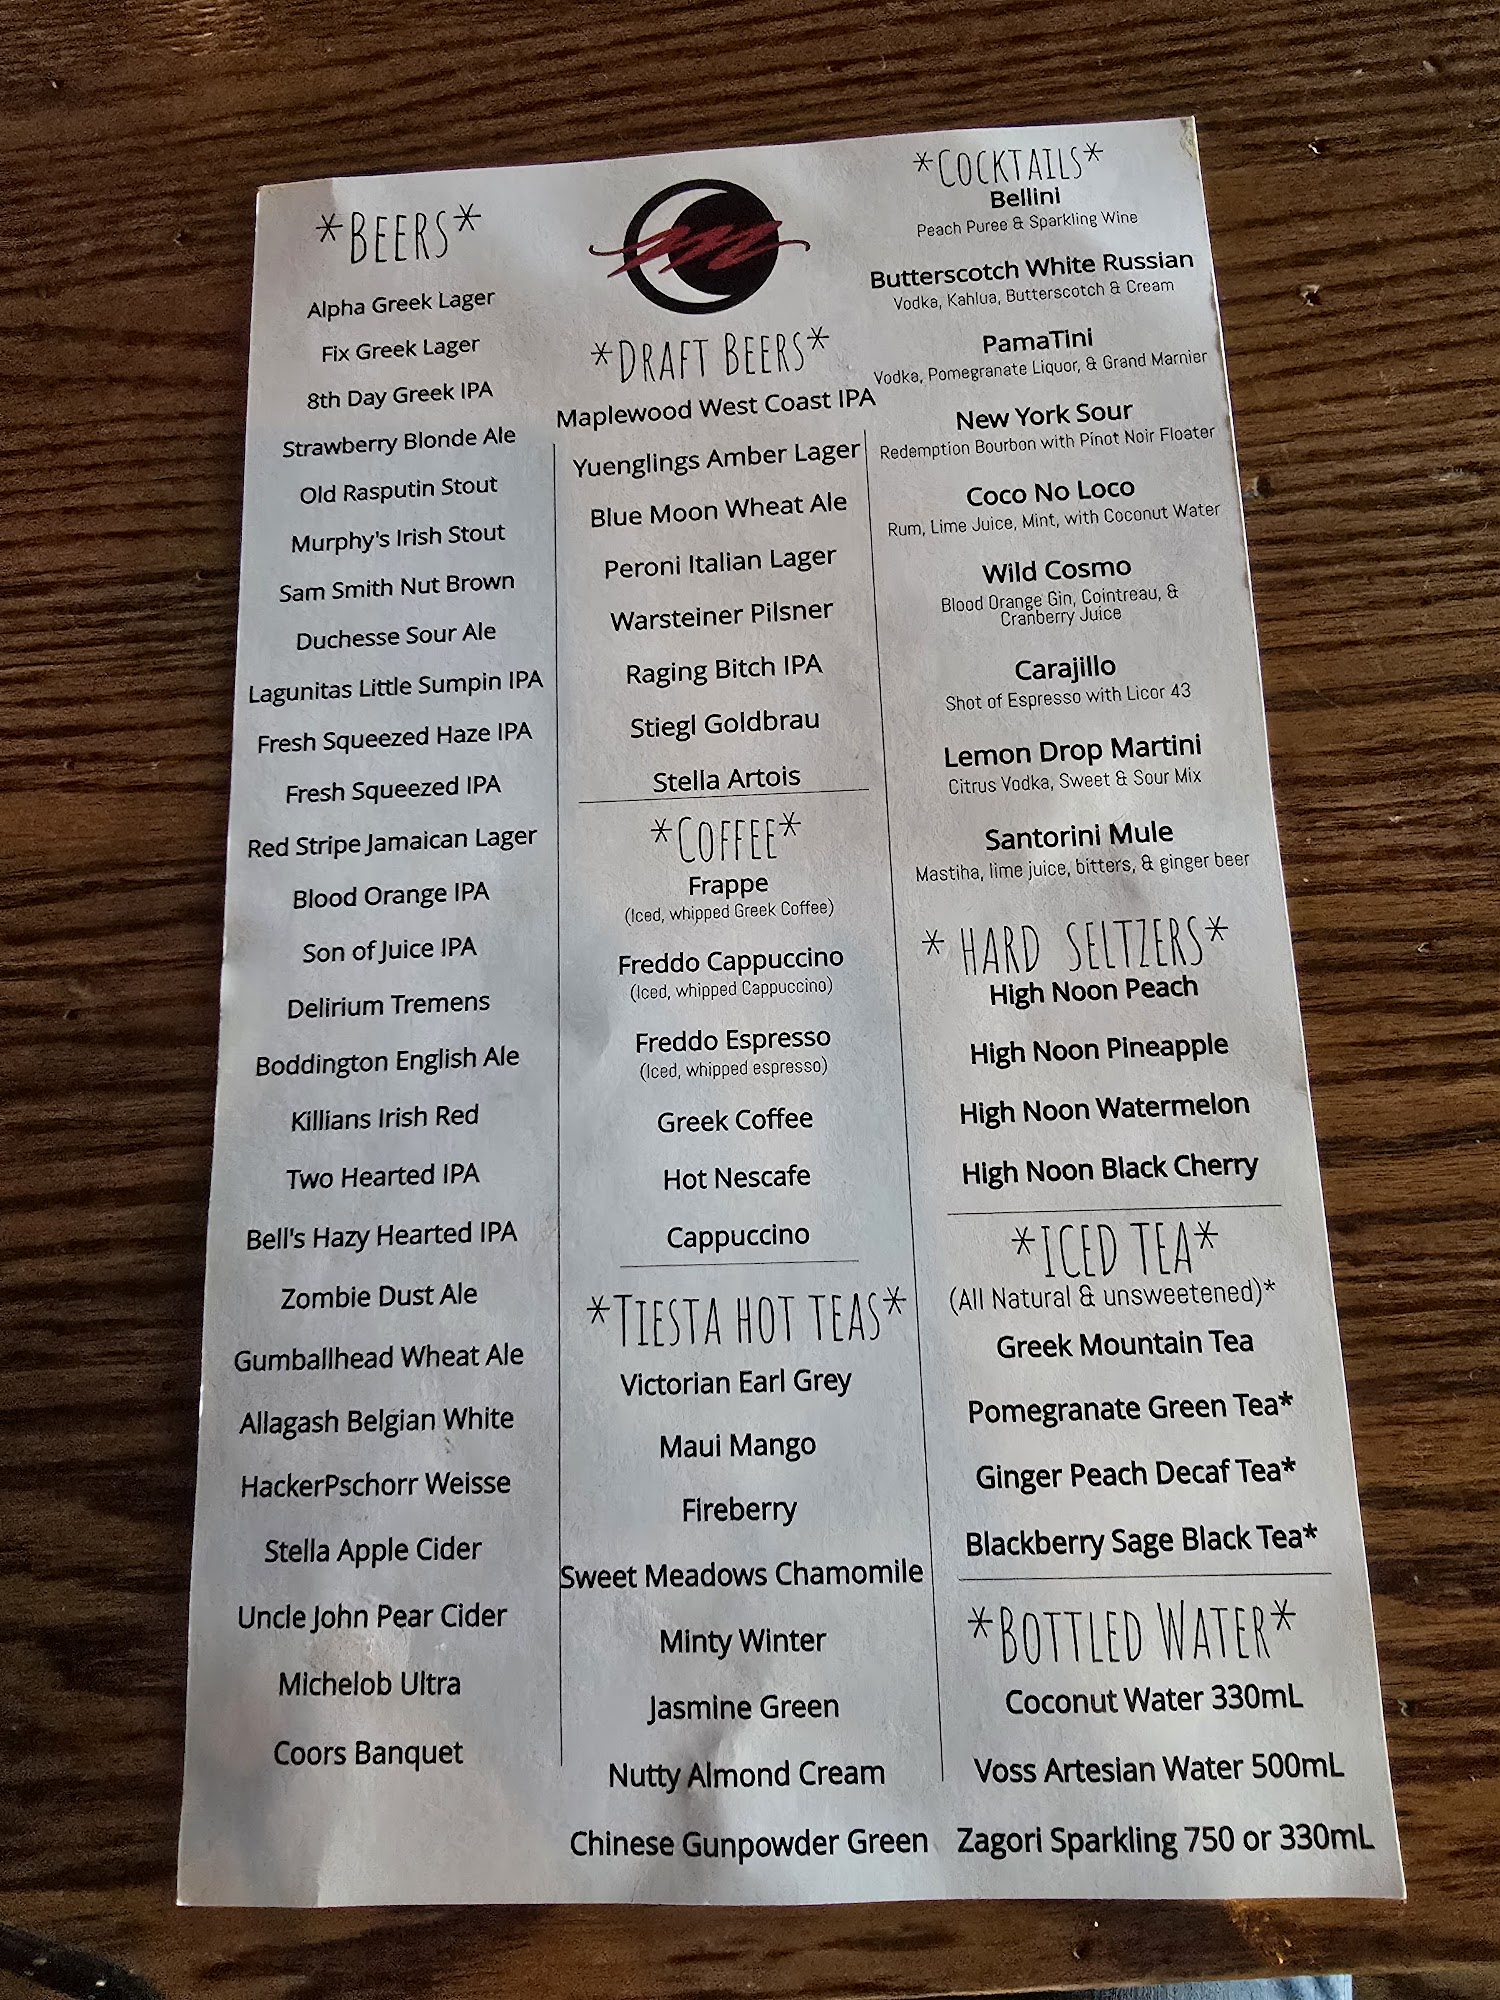 *BEERS*
Alpha Greek Lager
Fix Greek Lager
8th Day Greek IPA
Strawberry Blonde Ale
Old Rasputin Stout
Murphy's Irish Stout
Sam Smith Nut Brown
Duchesse Sour Ale
Lagunitas Little Sumpin IPA
Fresh Squeezed Haze IPA
Fresh Squeezed IPA
Red Stripe Jamaican Lager
Blood Orange IPA
Son of Juice IPA
Delirium Tremens
Boddington English Ale
Killians Irish Red
Two Hearted IPA
Bell's Hazy Hearted IPA
Zombie Dust Ale
Gumballhead Wheat Ale
Allagash Belgian White
HackerPschorr Weisse
Stella Apple Cider
Uncle John Pear Cider
Michelob Ultra
Coors Banquet
m
*DRAFT BEERS*
Maplewood West Coast IPA
Yuenglings Amber Lager
Blue Moon Wheat Ale
Peroni Italian Lager
Warsteiner Pilsner
Raging Bitch IPA
Stiegl Goldbrau
Stella Artois
*COFFEE*
Frappe
(Iced, whipped Greek Coffee)
Freddo Cappuccino
(Iced, whipped Cappuccino)
Freddo Espresso
(Iced, whipped espresso)
Greek Coffee
Hot Nescafe
Cappuccino
*TIESTA HOT TEAS*
Victorian Earl Grey
Maui Mango
Fireberry
Sweet Meadows Chamomile
Minty Winter
Jasmine Green
Nutty Almond Cream
Chinese Gunpowder Green
*COCKTAILS*
Bellini
Peach Puree & Sparkling Wine
Butterscotch White Russian
Vodka, Kahlua, Butterscotch & Cream
PamaTini
Vodka, Pomegranate Liquor, & Grand Marnier
New York Sour
Redemption Bourbon with Pinot Noir Floater
Coco No Loco
Rum, Lime Juice, Mint, with Coconut Water
Wild Cosmo
Blood Orange Gin, Cointreau, &
Cranberry Juice
Carajillo
Shot of Espresso with Licor 43
Lemon Drop Martini
Citrus Vodka, Sweet & Sour Mix
Santorini Mule
Mastiha, lime juice, bitters, & ginger beer
* HARD SELTZERS*
High Noon Peach
High Noon Pineapple
High Noon Watermelon
High Noon Black Cherry
*ICED TEA*
(All Natural & unsweetened)*
Greek Mountain Tea
Pomegranate Green Tea*
Ginger Peach Decaf Tea*
Blackberry Sage Black Tea*
*BOTTLED WATER*
Coconut Water 330mL
Voss Artesian Water 500mL
Zagori Sparkling 750 or 330mL